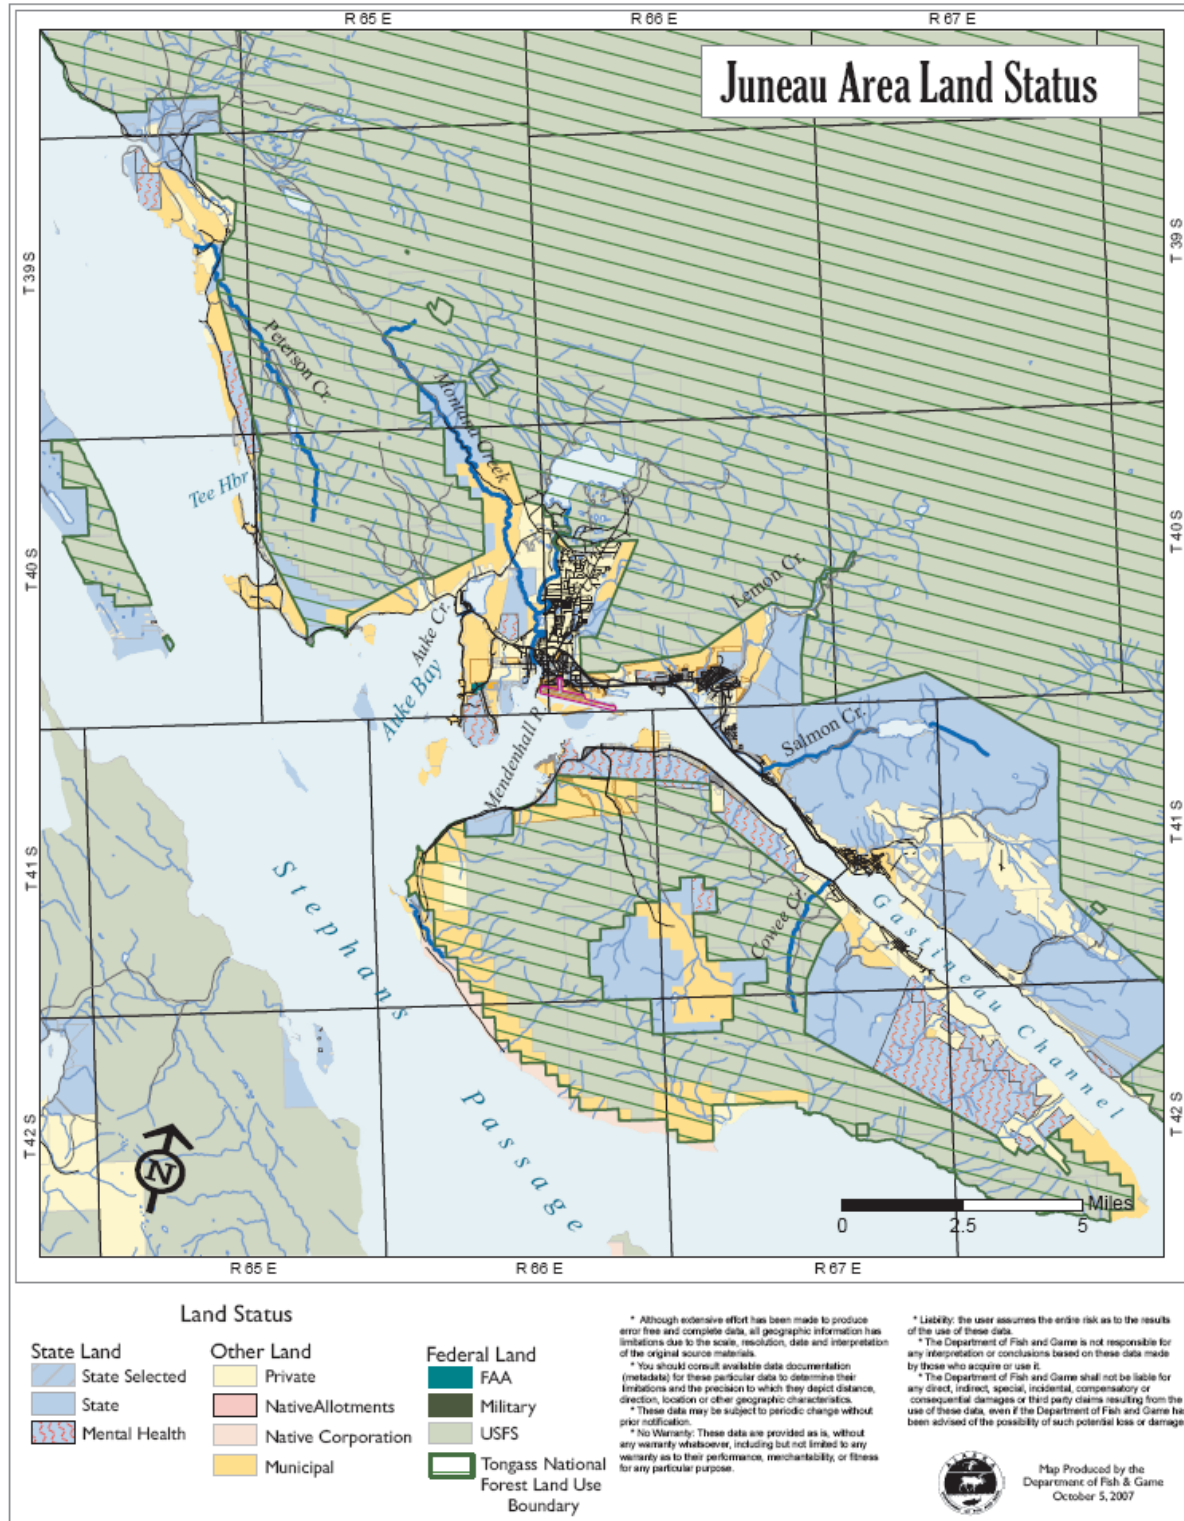 R 65 E
R 66 E
R 67 E
Juneau Area Land Status
T 39 S
T 39 S
Peterson Cr.
Montana Creek
Tee Hbr
T 40 S
T 40 S
Lemon Cr.
Auke Cr.
Auke Bay
Mendenhall R.
Salmon Cr.
T 41 S
T 41 S
Stephans
Passage
Cowee Cr.
Gastineau Channel
T 42 S
T 42 S
N
Miles
0
2.5
5
R 65 E
R 66 E
R 67 E
Land Status
State Land
State Selected
State
Mental Health
Other Land
Private
NativeAllotments
Native Corporation
Municipal
Federal Land
FAA
Military
USFS
Tongass National
Forest Land Use
Boundary
* Although extensive effort has been made to produce
error free and complete data, all geographic information has
limitations due to the scale, resolution, date and interpretation
of the original source materials.
* You should consult available data documentation
(metadata) for these particular data to determine their
limitations and the precision to which they depict distance,
direction, location or other geographic characteristics.
* These data may be subject to periodic change without
prior notification.
* No Warranty: These data are provided as is, without
any warranty whatsoever, including but not limited to any
warranty as to their performance, merchantability, or fitness
for any particular purpose.
* Liability: the user assumes the entire risk as to the results
of the use of these data.
* The Department of Fish and Game is not responsible for
any interpretation or conclusions based on these data made
by those who acquire or use it.
* The Department of Fish and Game shall not be liable for
any direct, indirect, special, incidental, compensatory or
consequential damages or third party claims resulting from the
use of these data, even if the Department of Fish and Game has
been advised of the possibility of such potential loss or damage
Map Produced by the
Department of Fish & Game
October 5, 2007